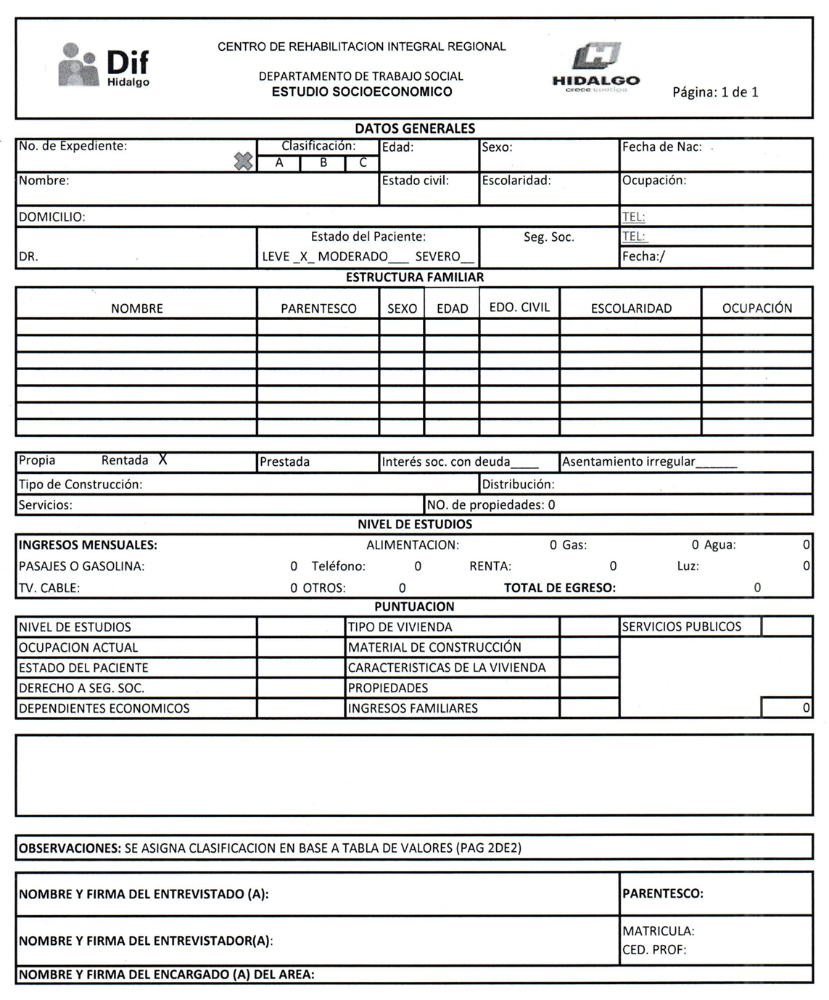 Dif
Hidalgo
CENTRO DE REHABILITACION INTEGRAL REGIONAL
DEPARTAMENTO DE TRABAJO SOCIAL
ESTUDIO SOCIOECONOMICO
HIDALGO
crece contigo
Página: 1 de 1
DATOS GENERALES
No. de Expediente: Clasificación: Edad: Sexo: Fecha de Nac:
A B C
Nombre: Estado civil: Escolaridad: Ocupación:
DOMICILIO: TEL:
Estado del Paciente: Seg. Soc. TEL:
DR. LEVE _X_ MODERADO___ SEVERO__ Fecha:/
ESTRUCTURA FAMILIAR
NOMBRE PARENTESCO SEXO EDAD EDO. CIVIL ESCOLARIDAD OCUPACIÓN
Propia Rentada X Prestada Interés soc. con deuda____ Asentamiento irregular______
Tipo de Construcción: Distribución:
Servicios: NO. de propiedades: 0
NIVEL DE ESTUDIOS
INGRESOS MENSUALES: ALIMENTACION: 0 Gas: 0 Agua: 0
PASAJES O GASOLINA: 0 Teléfono: 0 RENTA: 0 Luz: 0
TV. CABLE: 0 OTROS: 0 TOTAL DE EGRESO: 0
PUNTUACION
NIVEL DE ESTUDIOS TIPO DE VIVIENDA SERVICIOS PUBLICOS
OCUPACION ACTUAL MATERIAL DE CONSTRUCCIÓN
ESTADO DEL PACIENTE CARACTERISTICAS DE LA VIVIENDA
DERECHO A SEG. SOC. PROPIEDADES
DEPENDIENTES ECONOMICOS INGRESOS FAMILIARES 0
OBSERVACIONES: SE ASIGNA CLASIFICACION EN BASE A TABLA DE VALORES (PAG 2DE2)
NOMBRE Y FIRMA DEL ENTREVISTADO (A): PARENTESCO:
NOMBRE Y FIRMA DEL ENTREVISTADOR(A): MATRICULA:
CED. PROF:
NOMBRE Y FIRMA DEL ENCARGADO (A) DEL AREA: